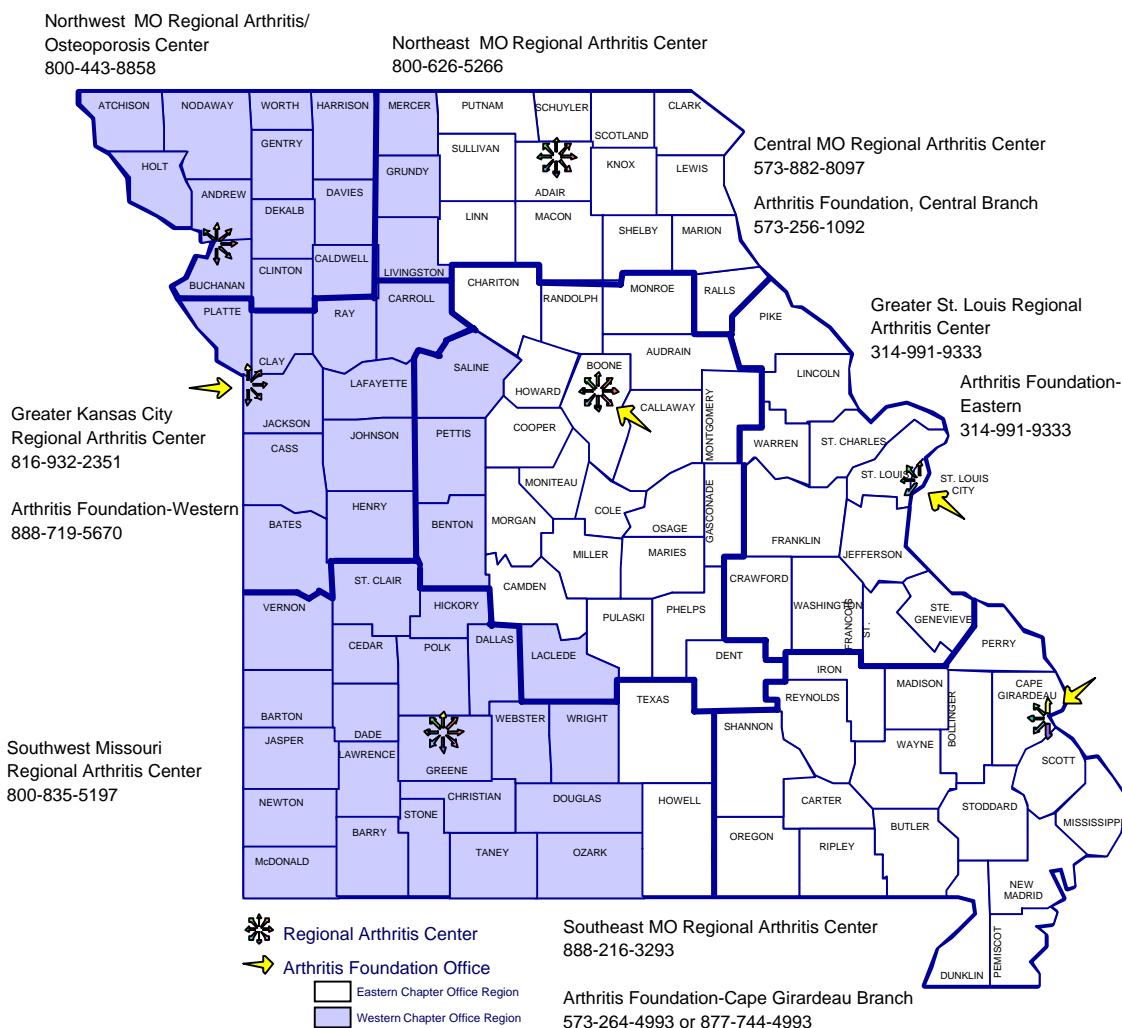 Northwest MO Regional Arthritis/
Osteoporosis Center
800-443-8858
Northeast MO Regional Arthritis Center
800-626-5266
Central MO Regional Arthritis Center
573-882-8097
Arthritis Foundation, Central Branch
573-256-1092
Greater St. Louis Regional
Arthritis Center
314-991-9333
Arthritis Foundation-
Eastern
314-991-9333
Greater Kansas City
Regional Arthritis Center
816-932-2351
Arthritis Foundation-Western
888-719-5670
Southwest Missouri
Regional Arthritis Center
800-835-5197
ATCHISON
NODAWAY
WORTH
HARRISON
MERCER
PUTNAM
SCHUYLER
SCOTLAND
CLARK
HOLT
GENTRY
SULLIVAN
KNOX
LEWIS
ANDREW
DAVIES
GRUNDY
ADAIR
DEKALB
LINN
MACON
SHELBY
MARION
BUCHANAN
CLINTON
CALDWELL
LIVINGSTON
CHARITON
RANDOLPH
MONROE
RALLS
PIKE
PLATTE
RAY
CARROLL
CLAY
SALINE
HOWARD
BOONE
AUDRAIN
LINCOLN
LAFAYETTE
CALLAWAY
MONTGOMERY
JACKSON
JOHNSON
PETTIS
COOPER
WARREN
ST. CHARLES
CASS
MONITEAU
ST. LOUIS
ST. LOUIS
CITY
HENRY
BENTON
MORGAN
COLE
OSAGE
GASCONADE
BATES
MILLER
MARIES
FRANKLIN
JEFFERSON
ST. CLAIR
CAMDEN
CRAWFORD
WASHINGTON
ST.
FRANCOIS
STE.
GENEVIEVE
VERNON
HICKORY
PULASKI
PHELPS
PERRY
CEDAR
POLK
DALLAS
LACLEDE
DENT
IRON
MADISON
CAPE
GIRARDEAU
BARTON
DADE
WEBSTER
WRIGHT
TEXAS
REYNOLDS
BOLLINGER
SHANNON
JASPER
LAWRENCE
GREENE
WAYNE
SCOTT
NEWTON
STONE
CHRISTIAN
DOUGLAS
HOWELL
CARTER
STODDARD
MISSISSIPPI
BARRY
TANEY
OZARK
OREGON
RIPLEY
BUTLER
McDONALD
NEW
MADRID
DUNKLIN
PEMISCOT
Regional Arthritis Center
Arthritis Foundation Office
Eastern Chapter Office Region
Western Chapter Office Region
Southeast MO Regional Arthritis Center
888-216-3293
Arthritis Foundation-Cape Girardeau Branch
573-264-4993 or 877-744-4993